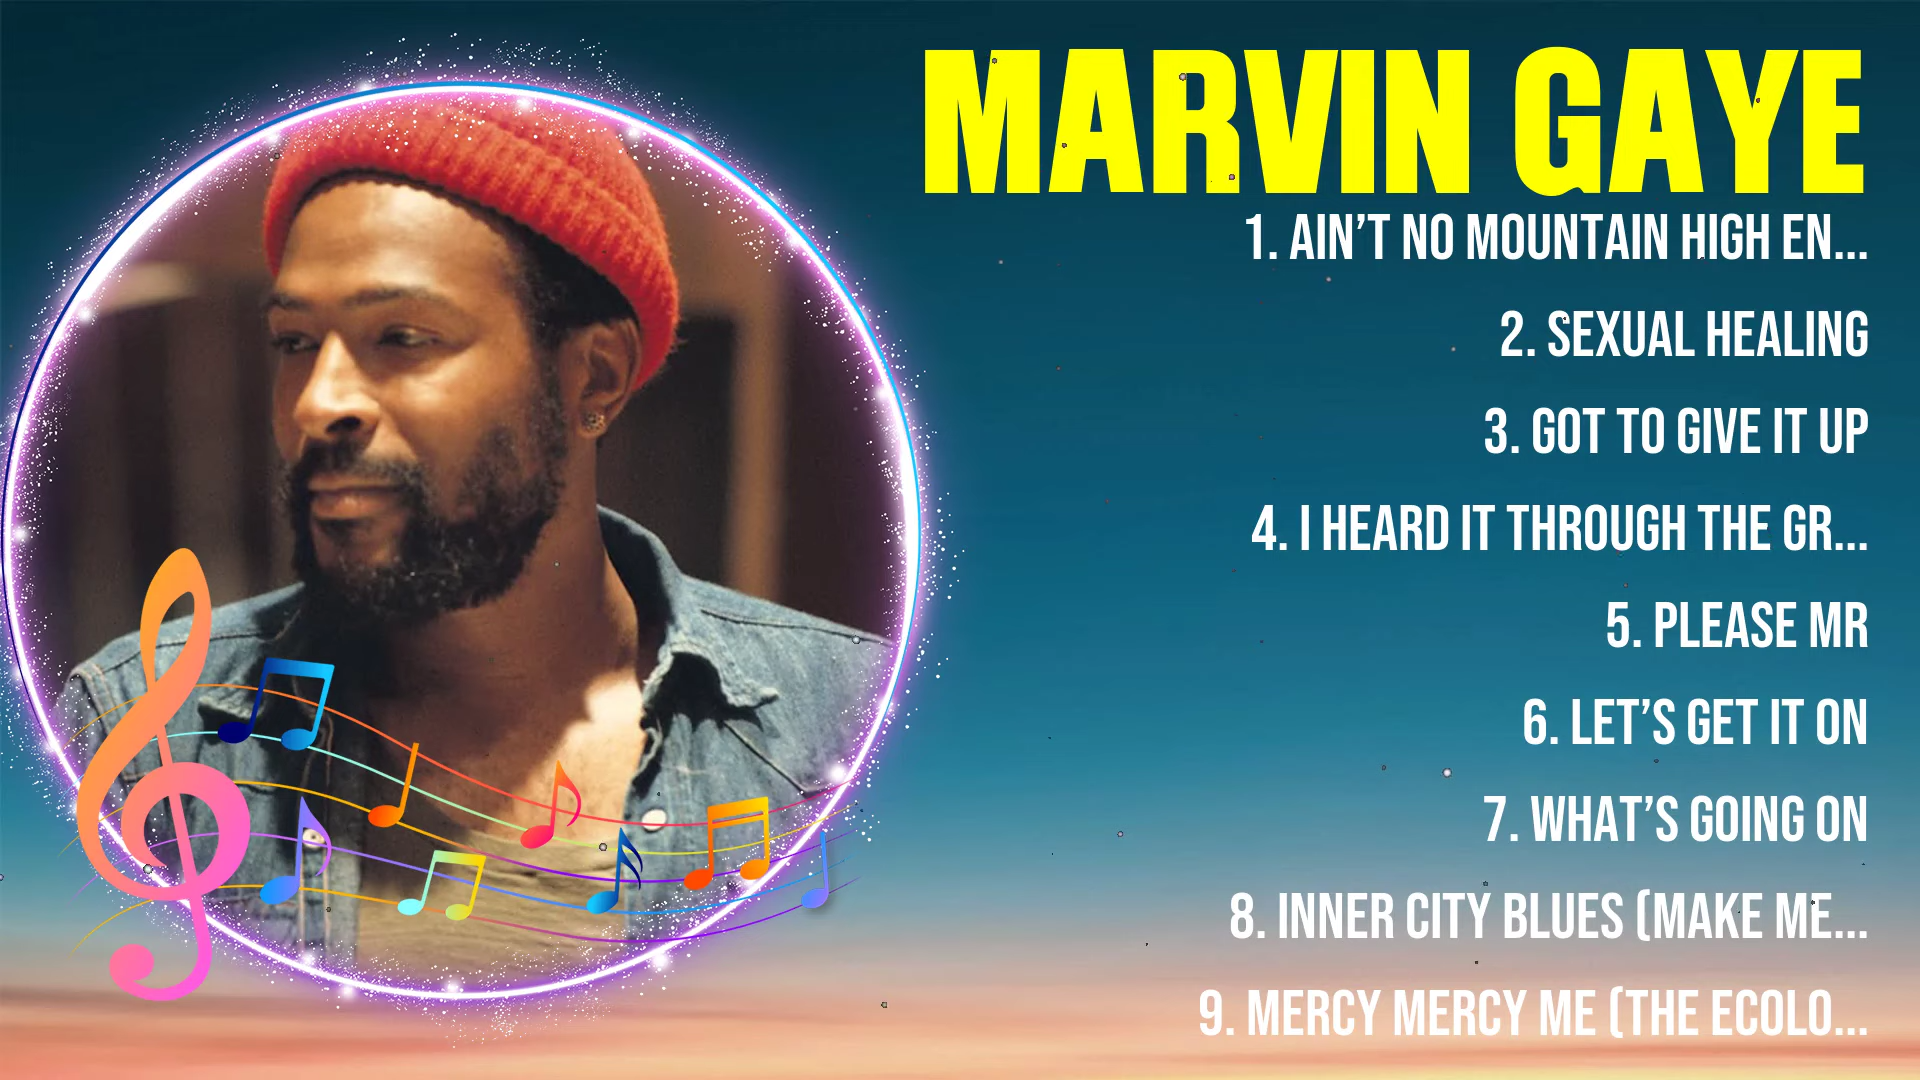 MARVIN GAYE
1. AIN’T NO MOUNTAIN HIGH EN...
2. SEXUAL HEALING
3. GOT TO GIVE IT UP
4. I HEARD IT THROUGH THE GR...
5. PLEASE MR
6. LET’S GET IT ON
7. WHAT’S GOING ON
8. INNER CITY BLUES (MAKE ME...
9. MERCY MERCY ME (THE ECOLO...